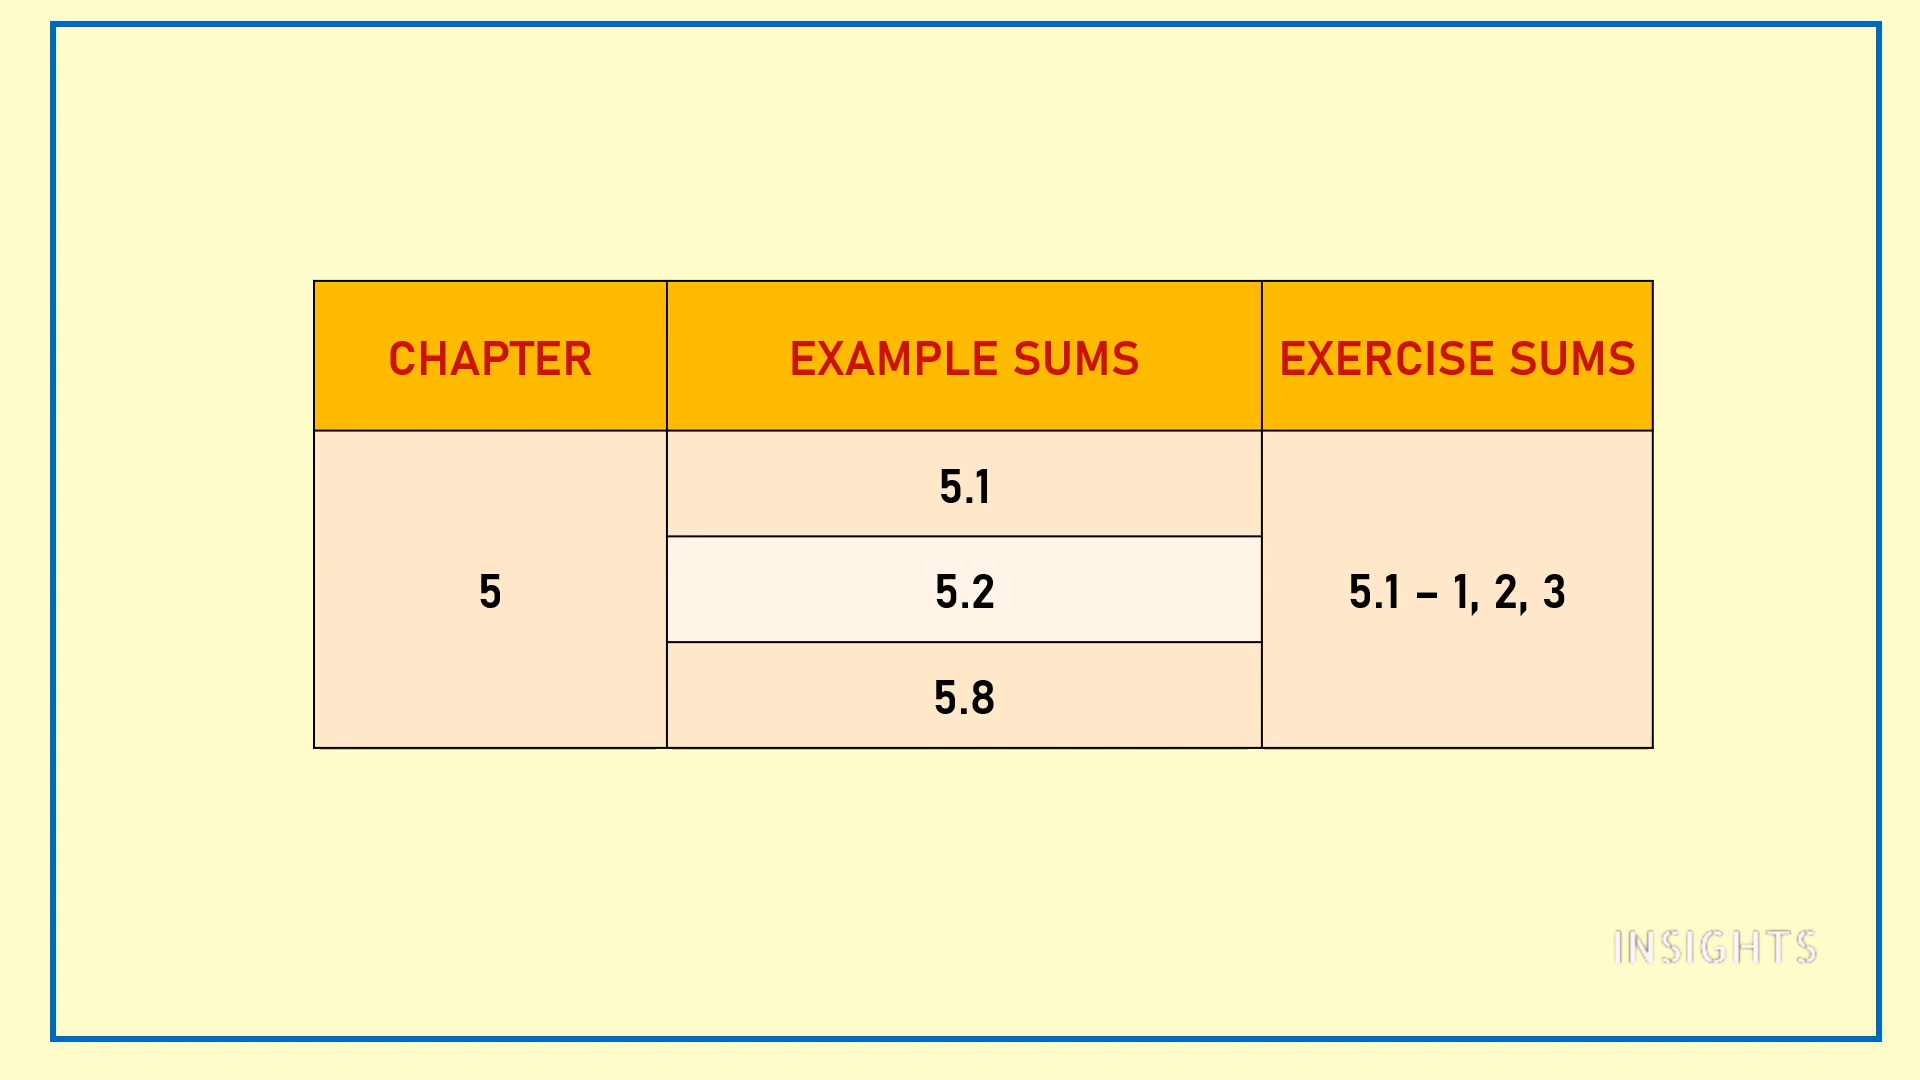 CHAPTER EXAMPLE SUMS EXERCISE SUMS
5.1
5 5.2 5.1 – 1, 2, 3
5.8
INSIGHTS